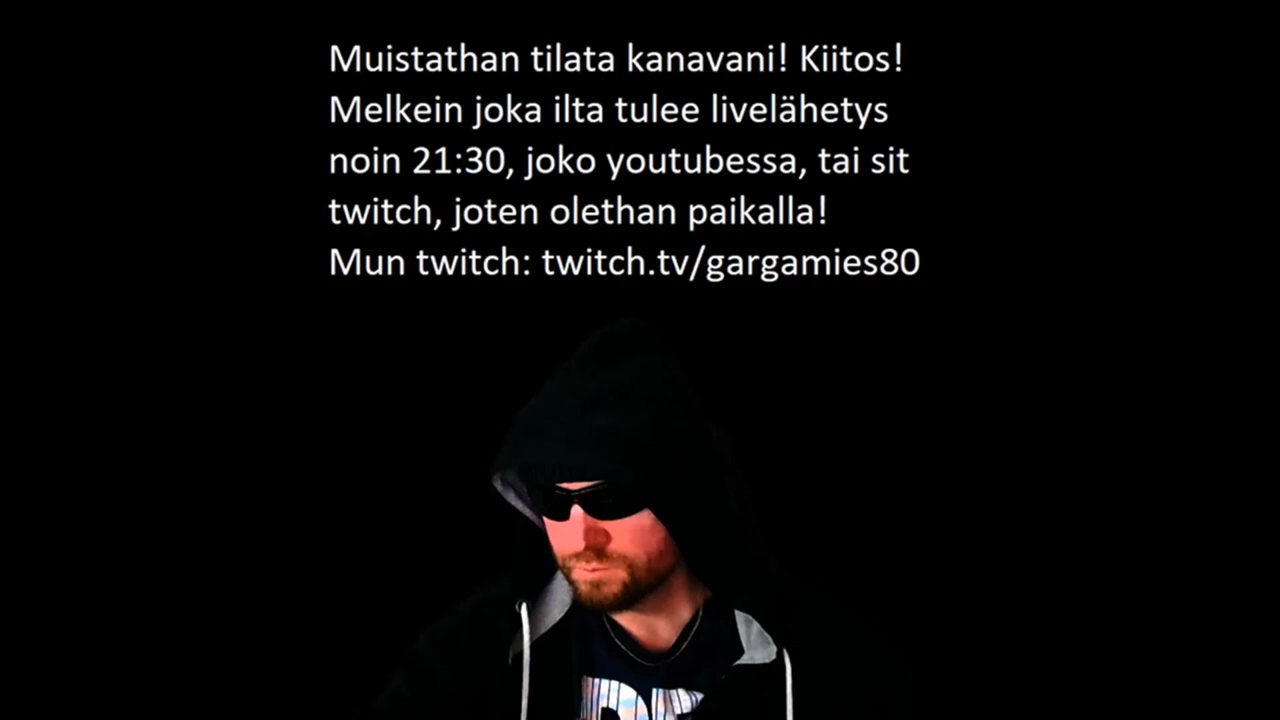 Muistathan tilata kanavani! Kiitos!
Melkein joka ilta tulee livelähetys
noin 21:30, joko youtubessa, tai sit
twitch, joten olethan paikalla!
Mun twitch: twitch.tv/gargamies80